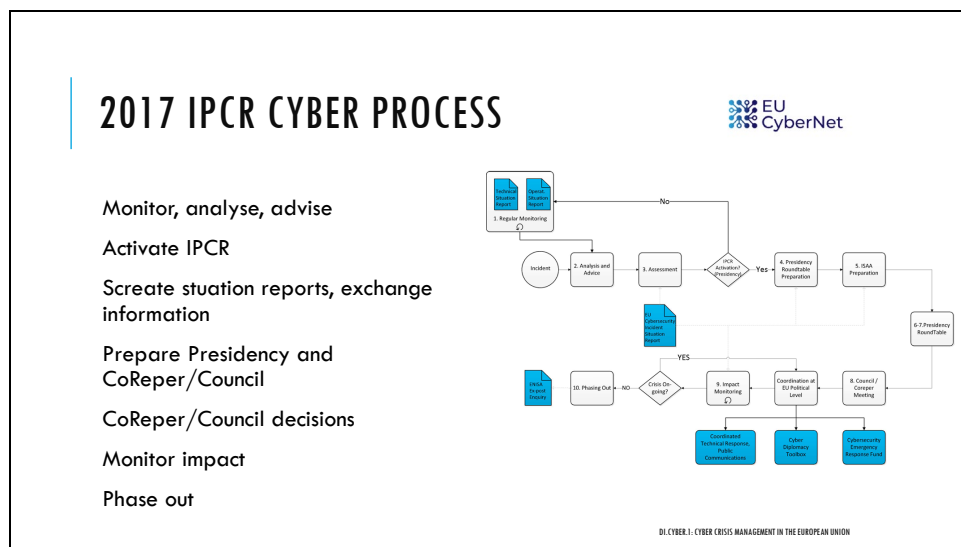 2017 IPCR CYBER PROCESS
EU
CyberNet
Monitor, analyse, advise
Activate IPCR
Screate stuation reports, exchange
information
Prepare Presidency and
CoReper/Council
CoReper/Council decisions
Monitor impact
Phase out
Technical
Situation
Report
Operat.
Situation
Report
1. Regular Monitoring
No
Incident
2. Analysis and
Advice
3. Assessment
IPCR
Activation?
(Presidency)
Yes
4. Presidency
Roundtable
Preparation
5. ISAA
Preparation
EU
Cybersecurity
Incident
Situation
Report
6-7.Presidency
RoundTable
YES
ENISA
Ex-post
Enquiry
10. Phasing Out
NO
Crisis On-
going?
9. Impact
Monitoring
Coordination at
EU Political
Level
8. Council /
Coreper
Meeting
Coordinated
Technical Response,
Public
Communications
Cyber
Diplomacy
Toolbox
Cybersecurity
Emergency
Response Fund
DI.CYBER.1: CYBER CRISIS MANAGEMENT IN THE EUROPEAN UNION